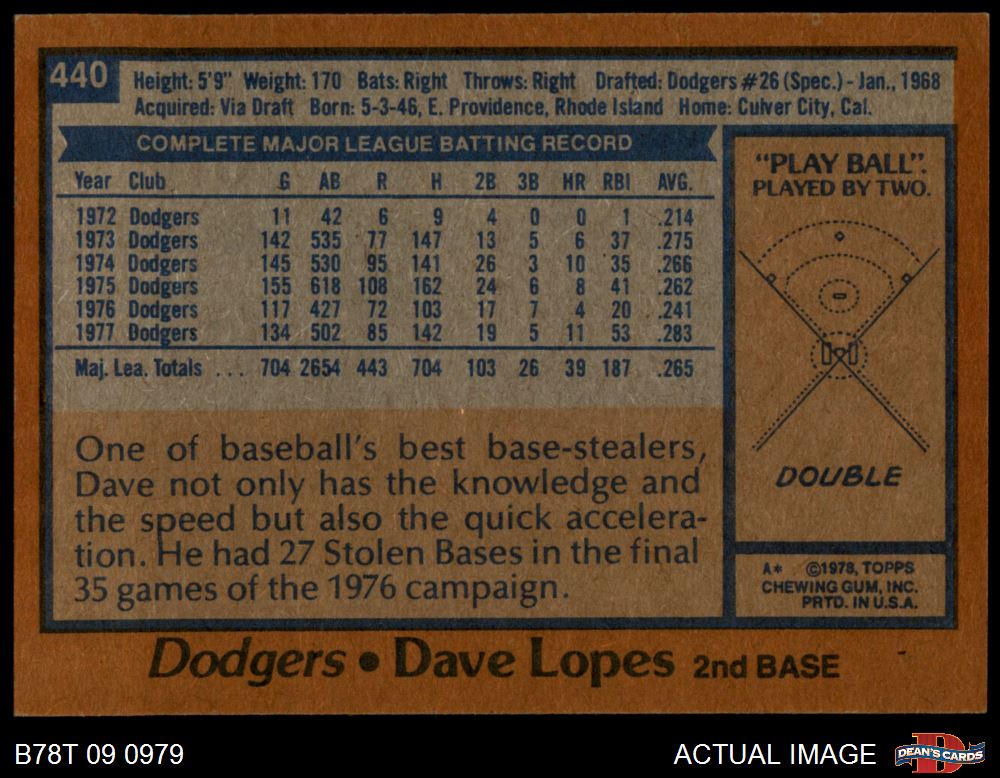 440
Height: 5'9" Weight: 170 Bats: Right Throws: Right Drafted: Dodgers #26 (Spec.) - Jan., 1968
Acquired: Via Draft Born: 5-3-46, E. Providence, Rhode Island Home: Culver City, Cal.
COMPLETE MAJOR LEAGUE BATTING RECORD
Year Club G AB R H 2B 3B HR RBI AVG.
1972 Dodgers 11 42 6 9 4 0 0 1 .214
1973 Dodgers 142 535 77 147 13 5 6 37 .275
1974 Dodgers 145 530 95 141 26 3 10 35 .266
1975 Dodgers 155 618 108 162 24 6 8 41 .262
1976 Dodgers 117 427 72 103 17 7 4 20 .241
1977 Dodgers 134 502 85 142 19 5 11 53 .283
Maj. Lea. Totals ... 704 2654 443 704 103 26 39 187 .265
One of baseball's best base-stealers,
Dave not only has the knowledge and
the speed but also the quick accelera-
tion. He had 27 Stolen Bases in the final
35 games of the 1976 campaign.
"PLAY BALL".
PLAYED BY TWO.
DOUBLE
A* ©1978, TOPPS
CHEWING GUM, INC.
PRTD. IN U.S.A.
Dodgers • Dave Lopes 2nd BASE
B78T 09 0979
ACTUAL IMAGE
DEAN'S CARDS